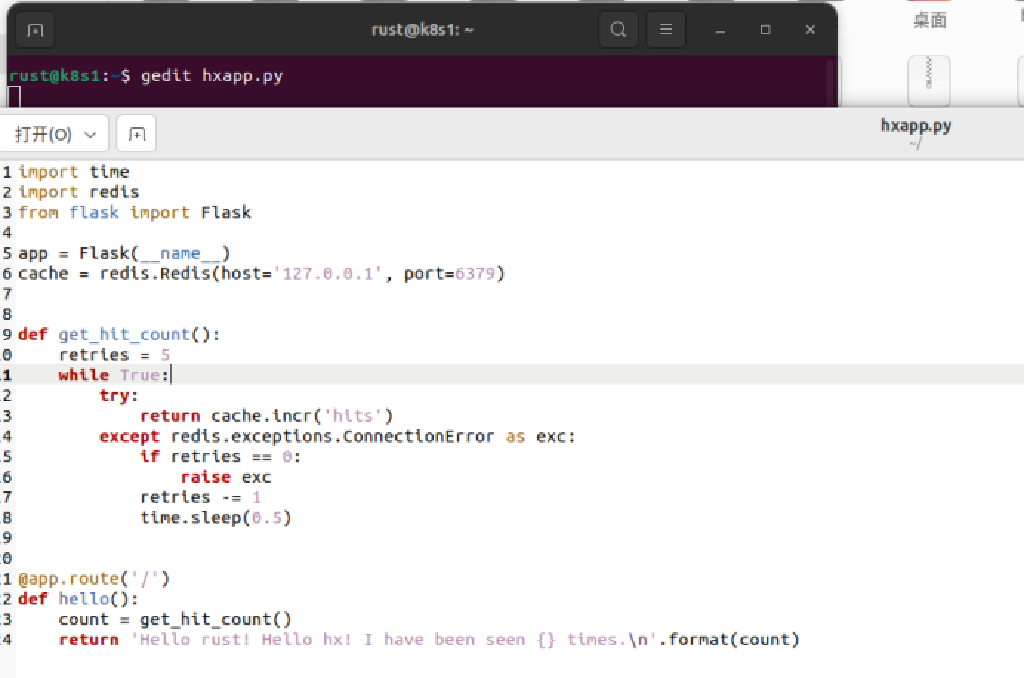 桌面
rust@k8s1: ~
rust@k8s1:~$ gedit hxapp.py
打开(O)
hxapp.py
~/
1 import time
2 import redis
3 from flask import Flask
4
5 app = Flask(__name__)
6 cache = redis.Redis(host='127.0.0.1', port=6379)
7
8
9 def get_hit_count():
0     retries = 5
1     while True:
2         try:
3             return cache.incr('hits')
4         except redis.exceptions.ConnectionError as exc:
5             if retries == 0:
6                 raise exc
7             retries -= 1
8             time.sleep(0.5)
9
0
1 @app.route('/')
2 def hello():
3     count = get_hit_count()
4     return 'Hello rust! Hello hx! I have been seen {} times.\n'.format(count)